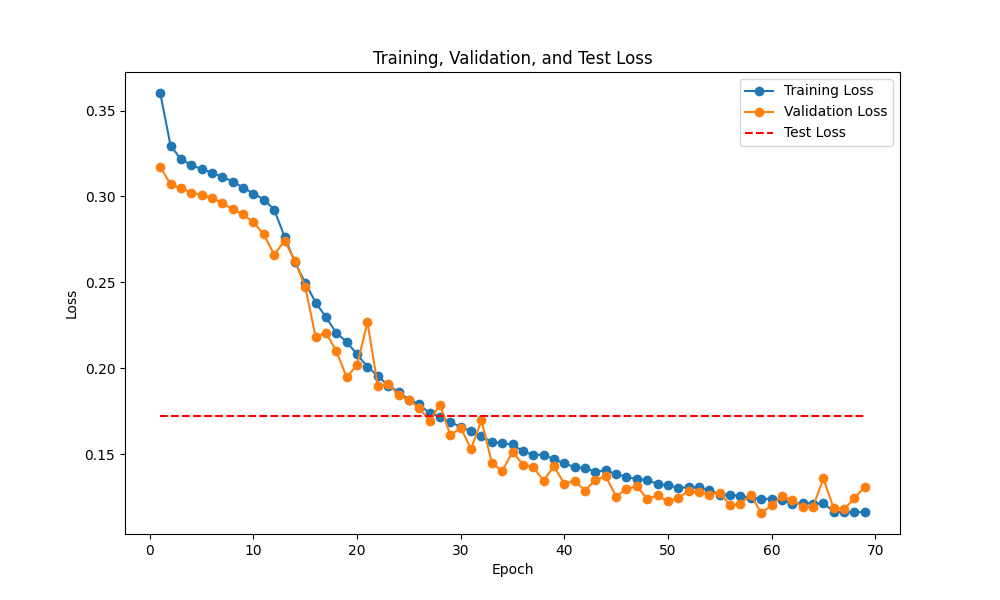 Training, Validation, and Test Loss
Training Loss
Validation Loss
Test Loss
0.35
0.30
0.25
0.20
0.15
Loss
0 10 20 30 40 50 60 70
Epoch